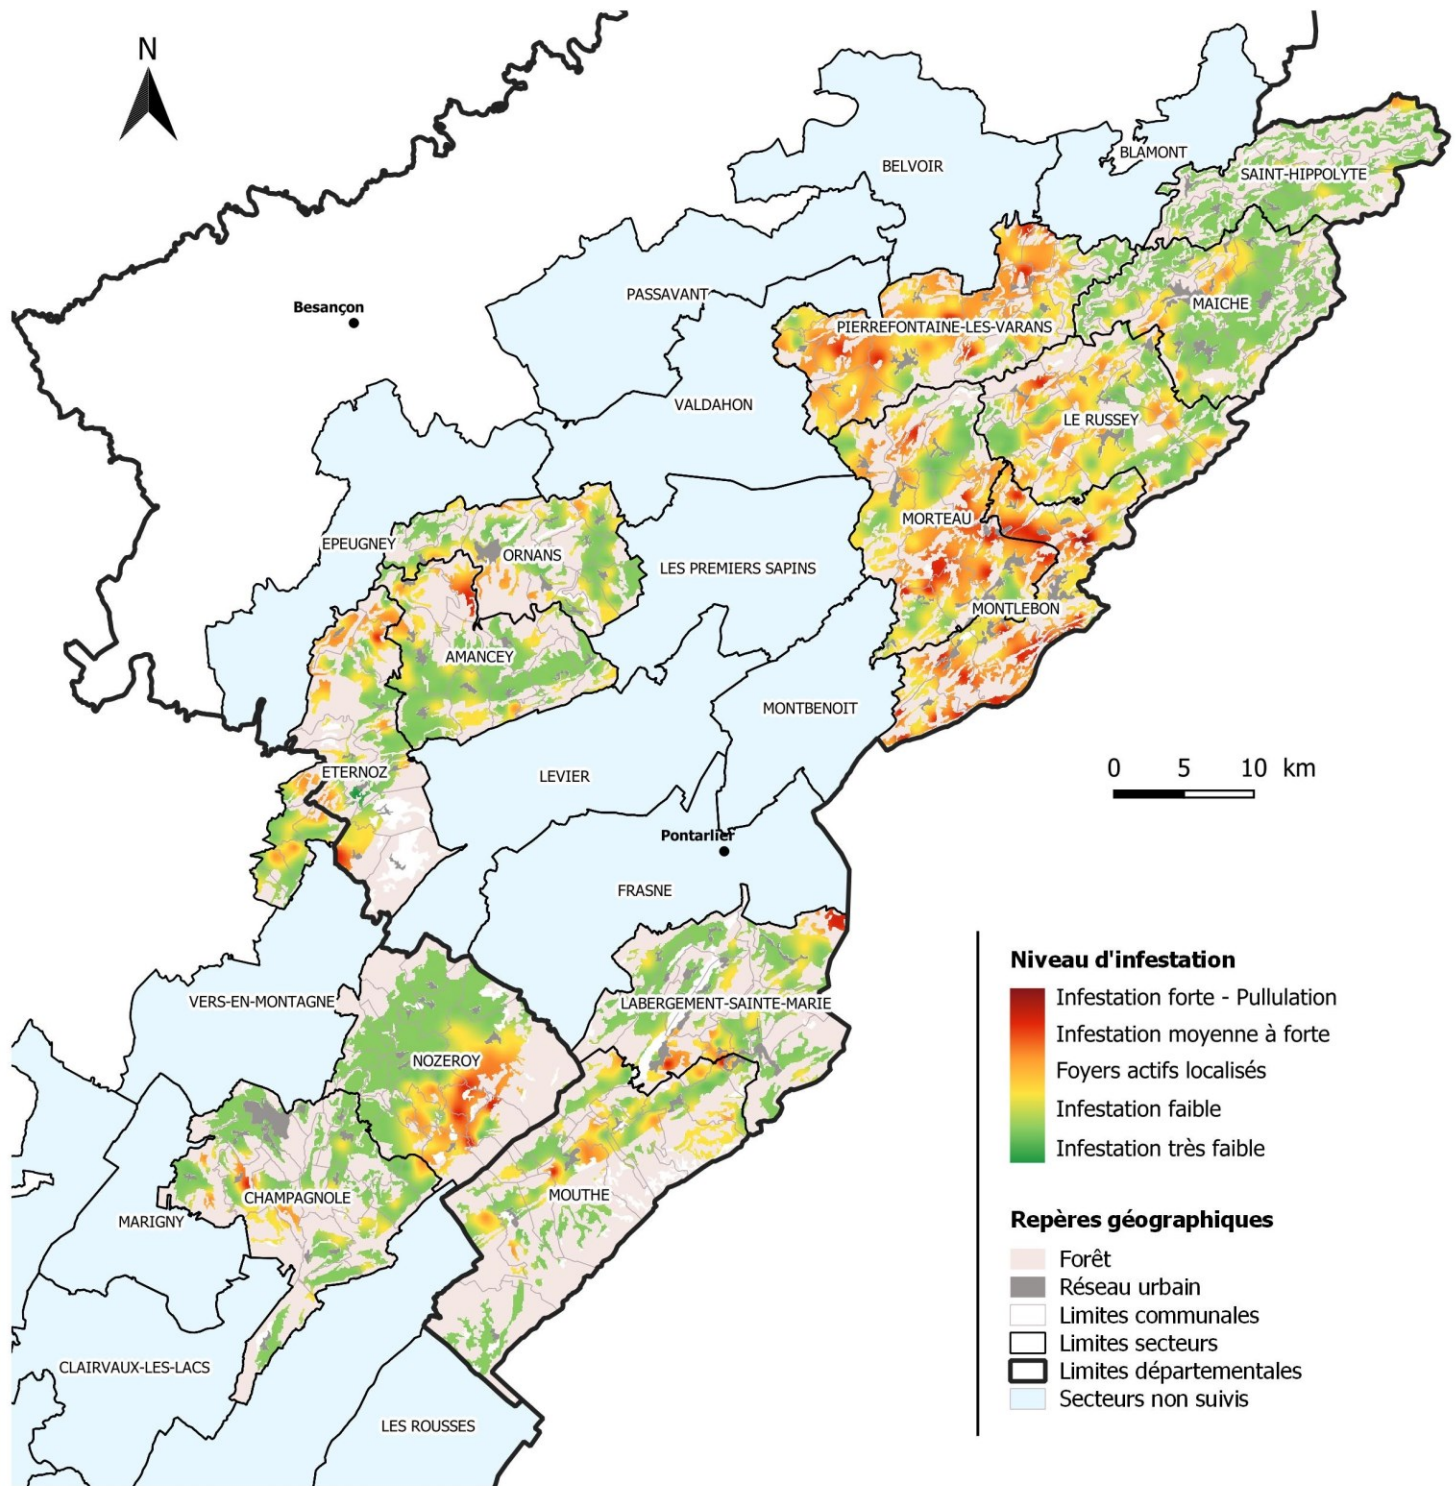 N
BELVOIR
BLAMONT
SAINT-HIPPOLYTE
PASSAVANT
MAICHE
Besançon
PIERREFONTAINE-LES-VARANS
VALDAHON
LE RUSSEY
MORTEAU
EPEUGNEY
ORNANS
LES PREMIERS SAPINS
MONTLEBON
AMANCEY
MONTBENOIT
ETERNOZ
LEVIER
0 5 10 km
Pontarlier
FRASNE
VERS-EN-MONTAGNE
LABERGEMENT-SAINTE-MARIE
NOZEROY
CHAMPAGNOLE
MOUTHE
MARIGNY
CLAIRVAUX-LES-LACS
LES ROUSSES
Niveau d'infestation
Infestation forte - Pullulation
Infestation moyenne à forte
Foyers actifs localisés
Infestation faible
Infestation très faible
Repères géographiques
Forêt
Réseau urbain
Limites communales
Limites secteurs
Limites départementales
Secteurs non suivis